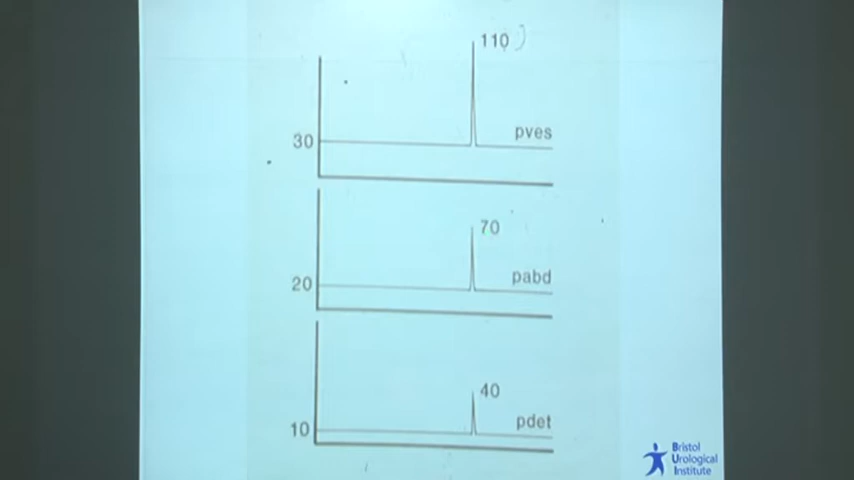 110
30
pves
70
20
pabd
40
10
pdet
Bristol
Urological
Institute